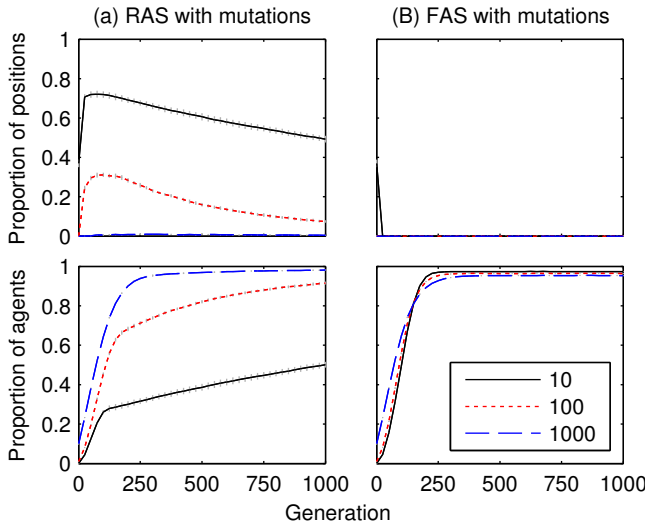 (a) RAS with mutations
(B) FAS with mutations
Proportion of positions
1
0.8
0.6
0.4
0.2
0
Proportion of agents
1
0.8
0.6
0.4
0.2
0
0 250 500 750 1000
0 250 500 750 1000
Generation
10
100
1000